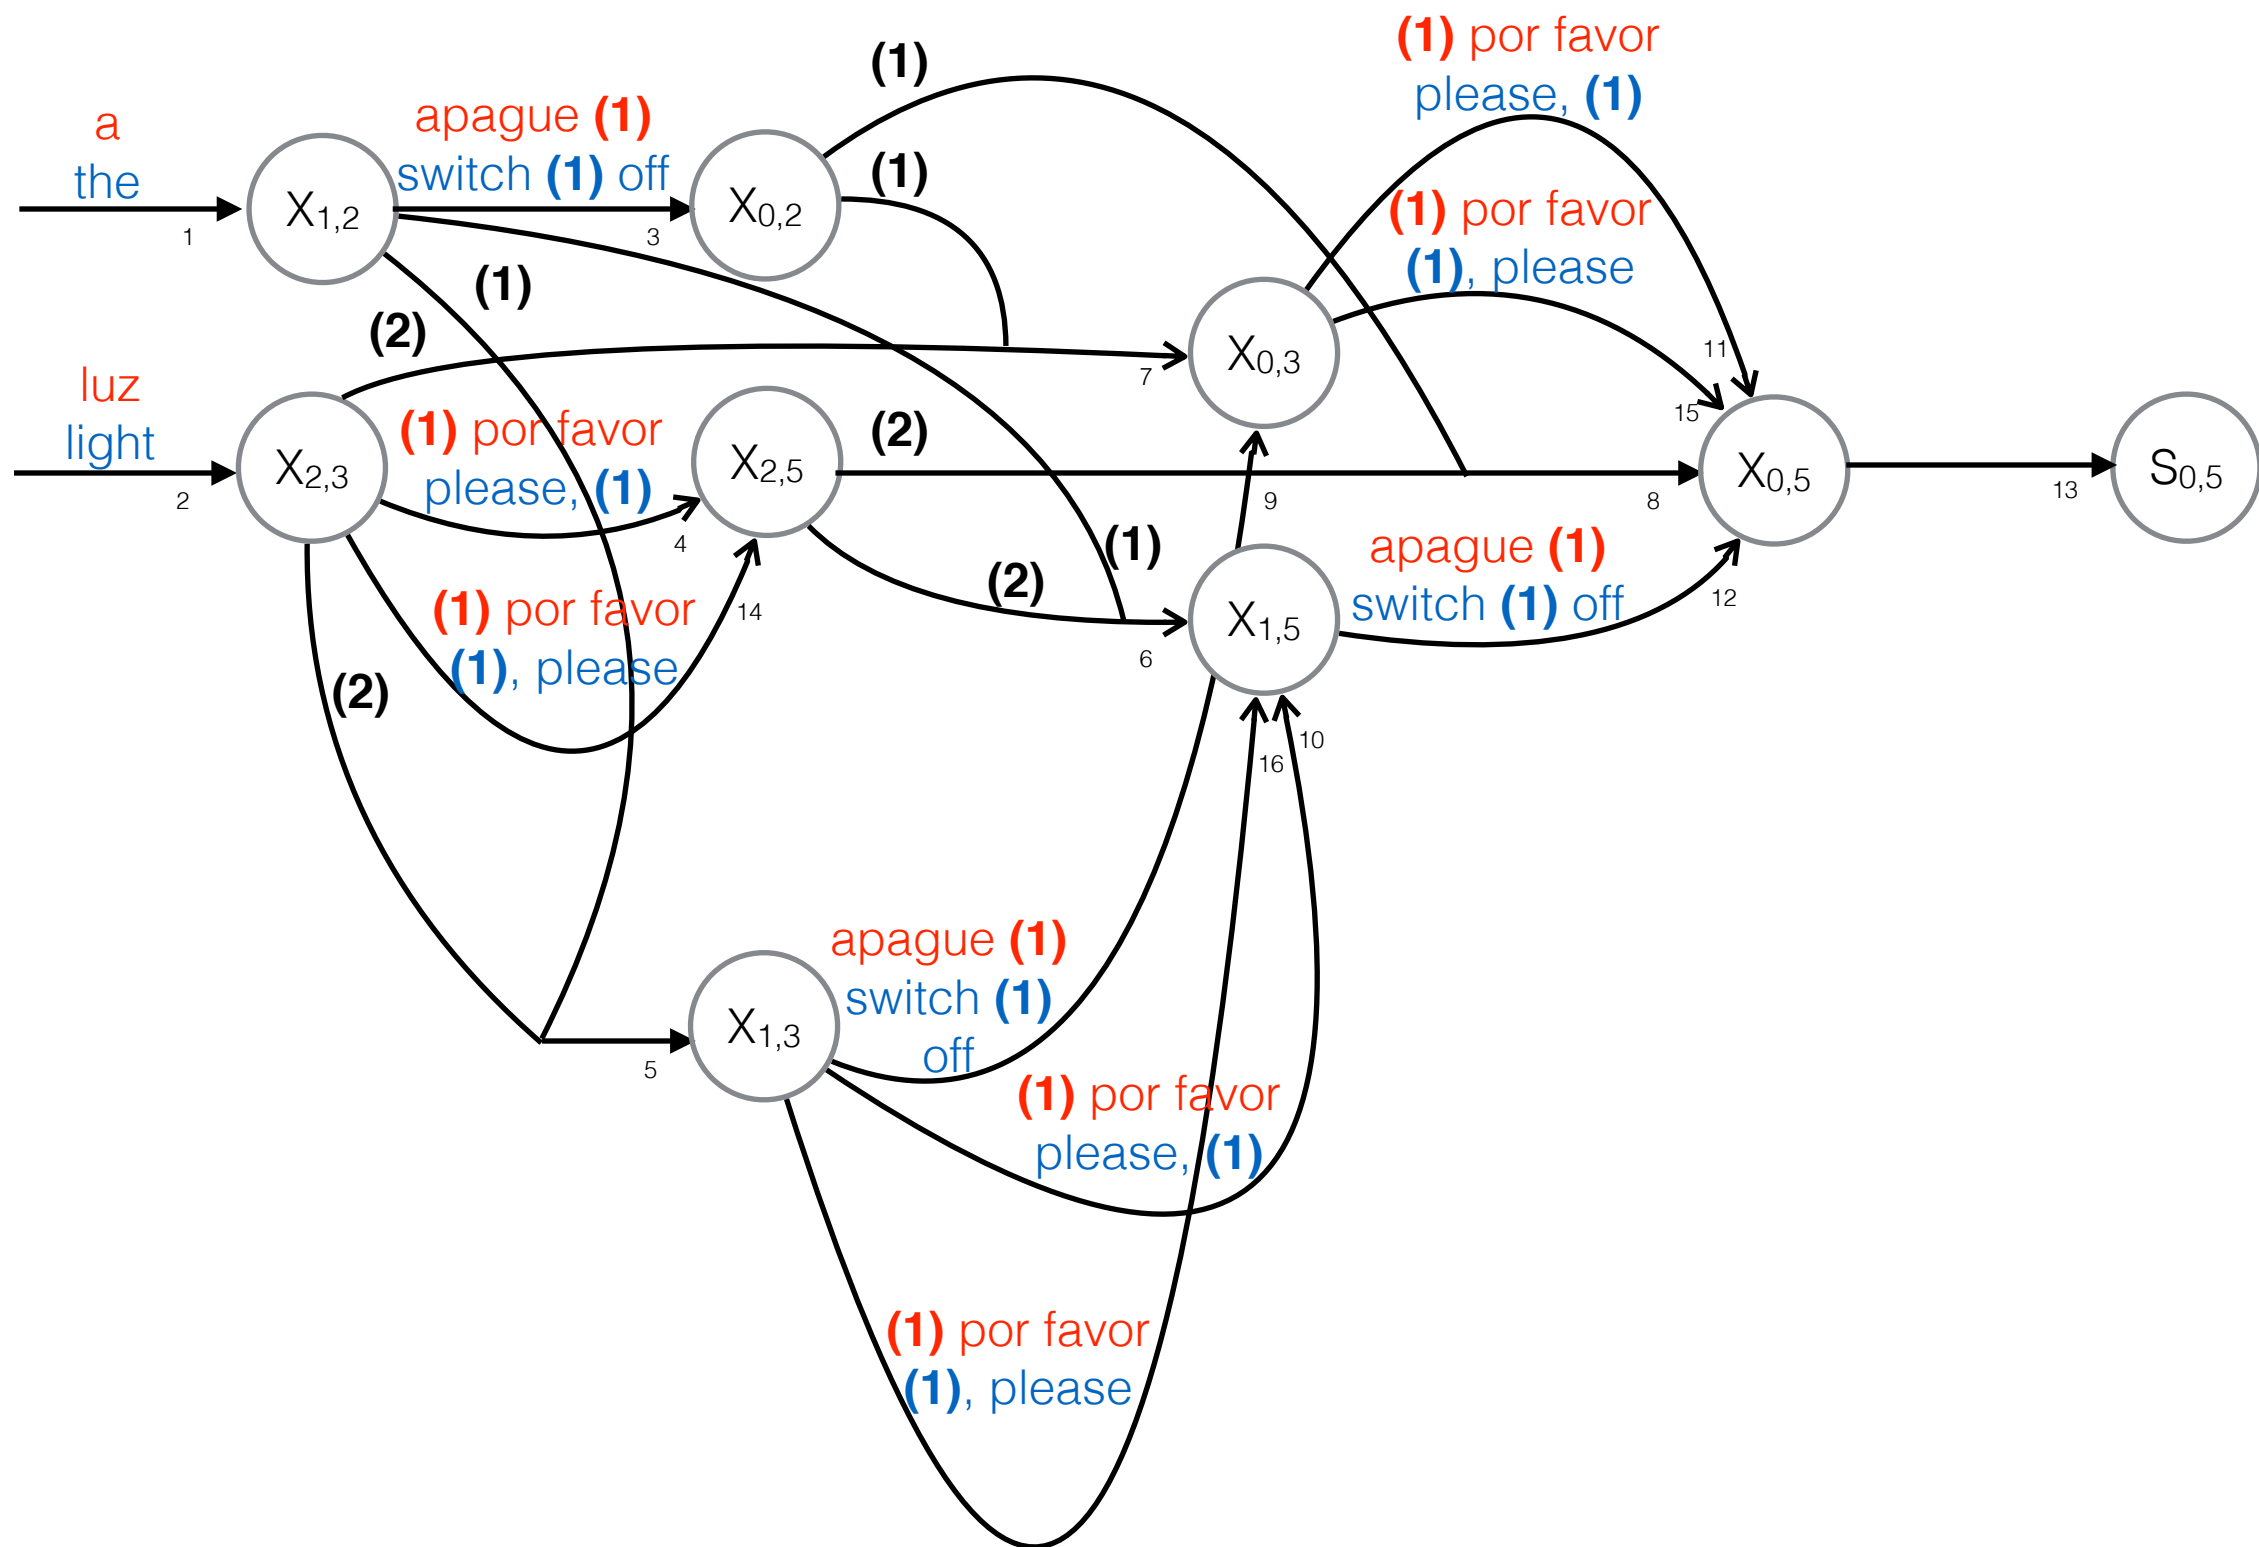 (1) por favor
please, (1)
(1)
a
the
1
X1,2
apague (1)
switch (1) off
3
X0,2
(1)
(1) por favor
(1), please
(1)
(2)
luz
light
2
X2,3
(1) por favor
please, (1)
4
X2,5
(2)
7
X0,3
11
15
X0,5
13
S0,5
9
8
(1) por favor
(1), please
14
(2)
(1)
6
X1,5
apague (1)
switch (1) off
12
(2)
16
10
5
X1,3
apague (1)
switch (1)
off
(1) por favor
please, (1)
(1) por favor
(1), please